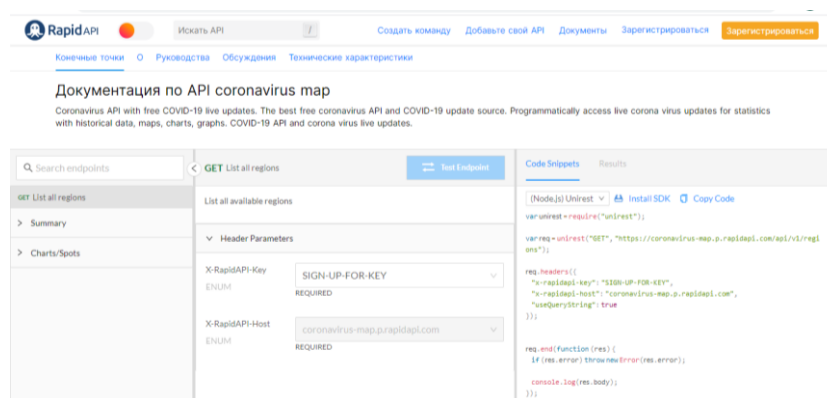 Rapid API
Искать API
/
Создать команду
Добавьте свой API
Документы
Зарегистрироваться
Зарегистрироваться
Конечные точки О Руководства Обсуждения Технические характеристики
Документация по API coronavirus map
Coronavirus API with free COVID-19 live updates. The best free coronavirus API and COVID-19 update source. Programmatically access live corona virus updates for statistics
with historical data, maps, charts, graphs. COVID-19 API and corona virus live updates.
Search endpoints
GET List all regions
> Summary
> Charts/Spots
GET List all regions
Test Endpoint
List all available regions
Header Parameters
X-RapidAPI-Key
ENUM
SIGN-UP-FOR-KEY
REQUIRED
X-RapidAPI-Host
ENUM
coronavirus-map.p.rapidapi.com
REQUIRED
Code Snippets Results
(Node.js) Unirest Install SDK Copy Code
var unirest = require("unirest");
var req = unirest("GET", "https://coronavirus-map.p.rapidapi.com/api/v1/regi
ons");
req.headers({
"x-rapidapi-key": "SIGN-UP-FOR-KEY",
"x-rapidapi-host": "coronavirus-map.p.rapidapi.com",
"useQueryString": true
});
req.end(function (res) {
if (res.error) throw new Error(res.error);
console.log(res.body);
});